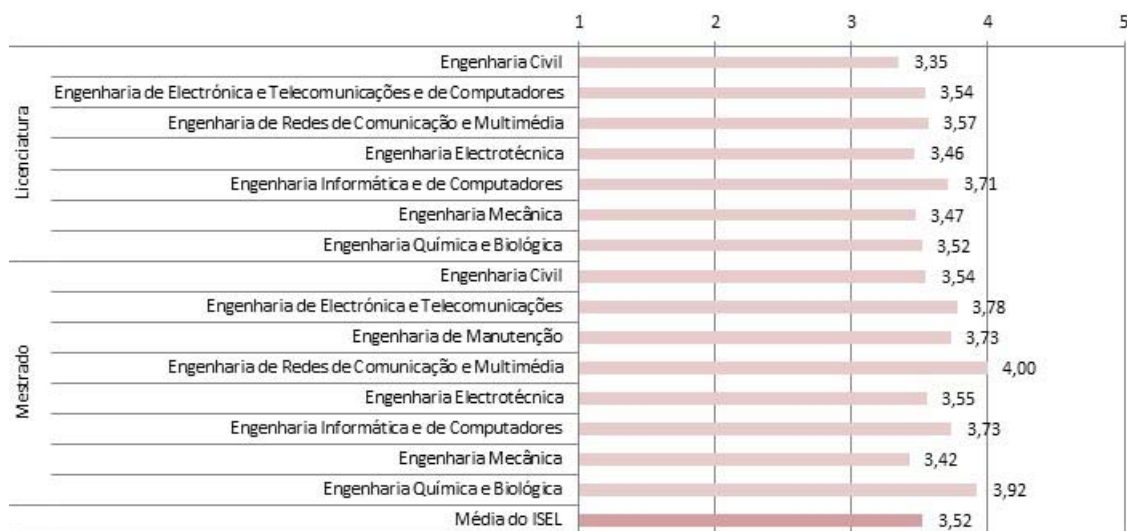 1 2 3 4 5
Licenciatura
Engenharia Civil 3,35
Engenharia de Electrónica e Telecomunicações e de Computadores 3,54
Engenharia de Redes de Comunicação e Multimédia 3,57
Engenharia Electrotécnica 3,46
Engenharia Informática e de Computadores 3,71
Engenharia Mecânica 3,47
Engenharia Química e Biológica 3,52
Mestrado
Engenharia Civil 3,54
Engenharia de Electrónica e Telecomunicações 3,78
Engenharia de Manutenção 3,73
Engenharia de Redes de Comunicação e Multimédia 4,00
Engenharia Electrotécnica 3,55
Engenharia Informática e de Computadores 3,73
Engenharia Mecânica 3,42
Engenharia Química e Biológica 3,92
Média do ISEL 3,52